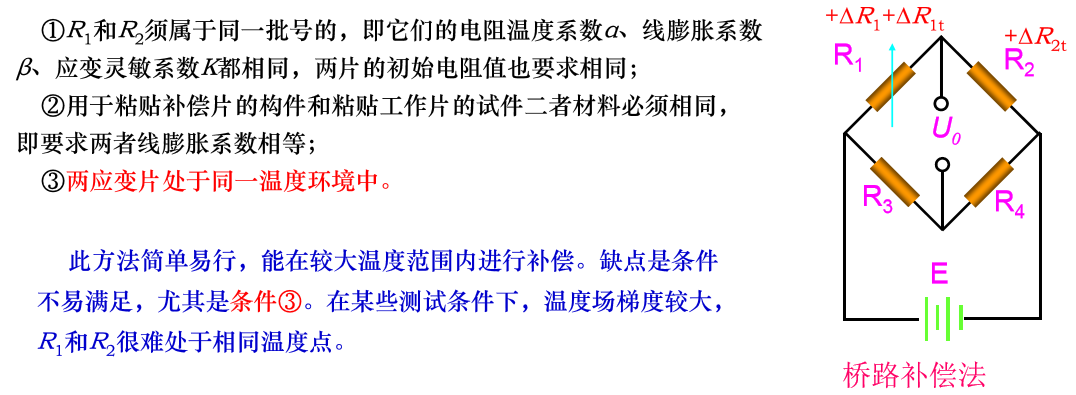 ①R₁和R₂须属于同一批号的，即它们的电阻温度系数α、线膨胀系数
β、应变灵敏系数K都相同，两片的初始电阻值也要求相同；
②用于粘贴补偿片的构件和粘贴工作片的试件二者材料必须相同，
即要求两者线膨胀系数相等；
③两应变片处于同一温度环境中。
此方法简单易行，能在较大温度范围内进行补偿。缺点是条件
不易满足，尤其是条件③。在某些测试条件下，温度场梯度较大，
R₁和R₂很难处于相同温度点。
+ΔR₁+ΔR₁t
+ΔR₂t
R₁
R₂
U₀
R₃
R₄
E
桥路补偿法